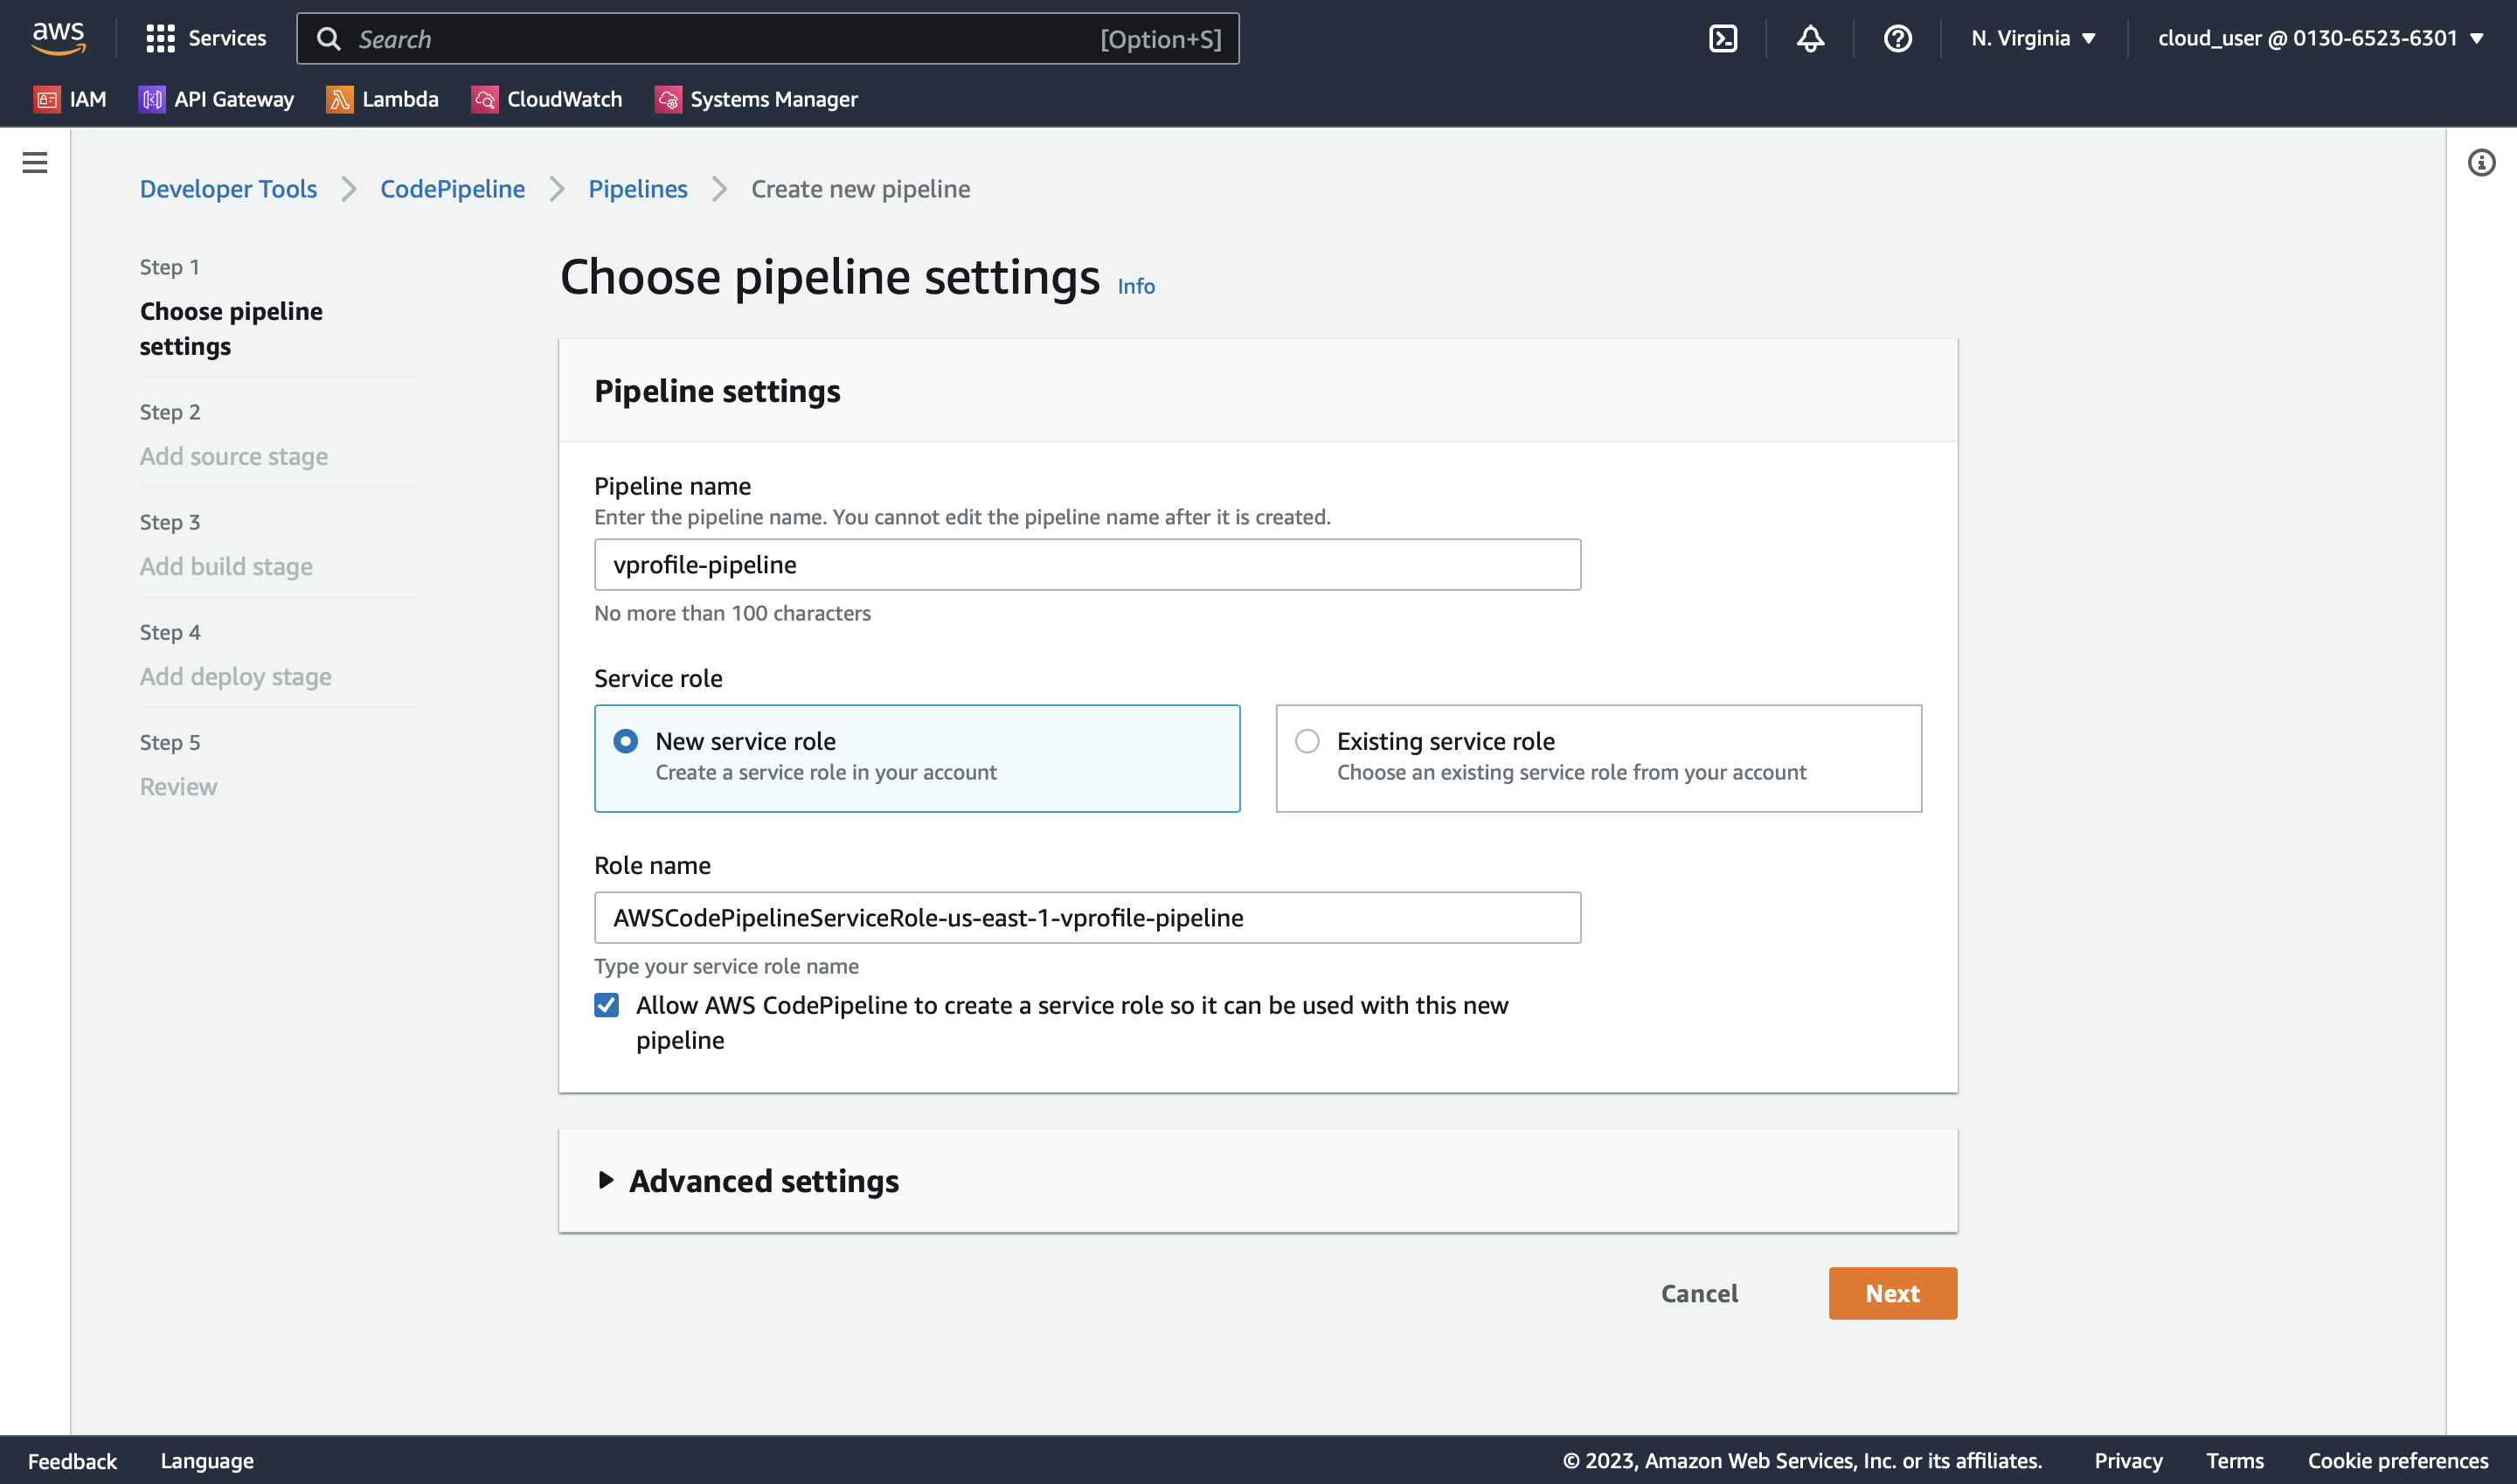 aws
Services
Search [Option+S]
N. Virginia
cloud_user @ 0130-6523-6301
IAM
API Gateway
Lambda
CloudWatch
Systems Manager
Developer Tools
CodePipeline
Pipelines
Create new pipeline
Step 1
Choose pipeline
settings
Step 2
Add source stage
Step 3
Add build stage
Step 4
Add deploy stage
Step 5
Review
Choose pipeline settings Info
Pipeline settings
Pipeline name
Enter the pipeline name. You cannot edit the pipeline name after it is created.
vprofile-pipeline
No more than 100 characters
Service role
New service role
Create a service role in your account
Existing service role
Choose an existing service role from your account
Role name
AWSCodePipelineServiceRole-us-east-1-vprofile-pipeline
Type your service role name
Allow AWS CodePipeline to create a service role so it can be used with this new
pipeline
Advanced settings
Cancel
Next
Feedback
Language
© 2023, Amazon Web Services, Inc. or its affiliates.
Privacy
Terms
Cookie preferences